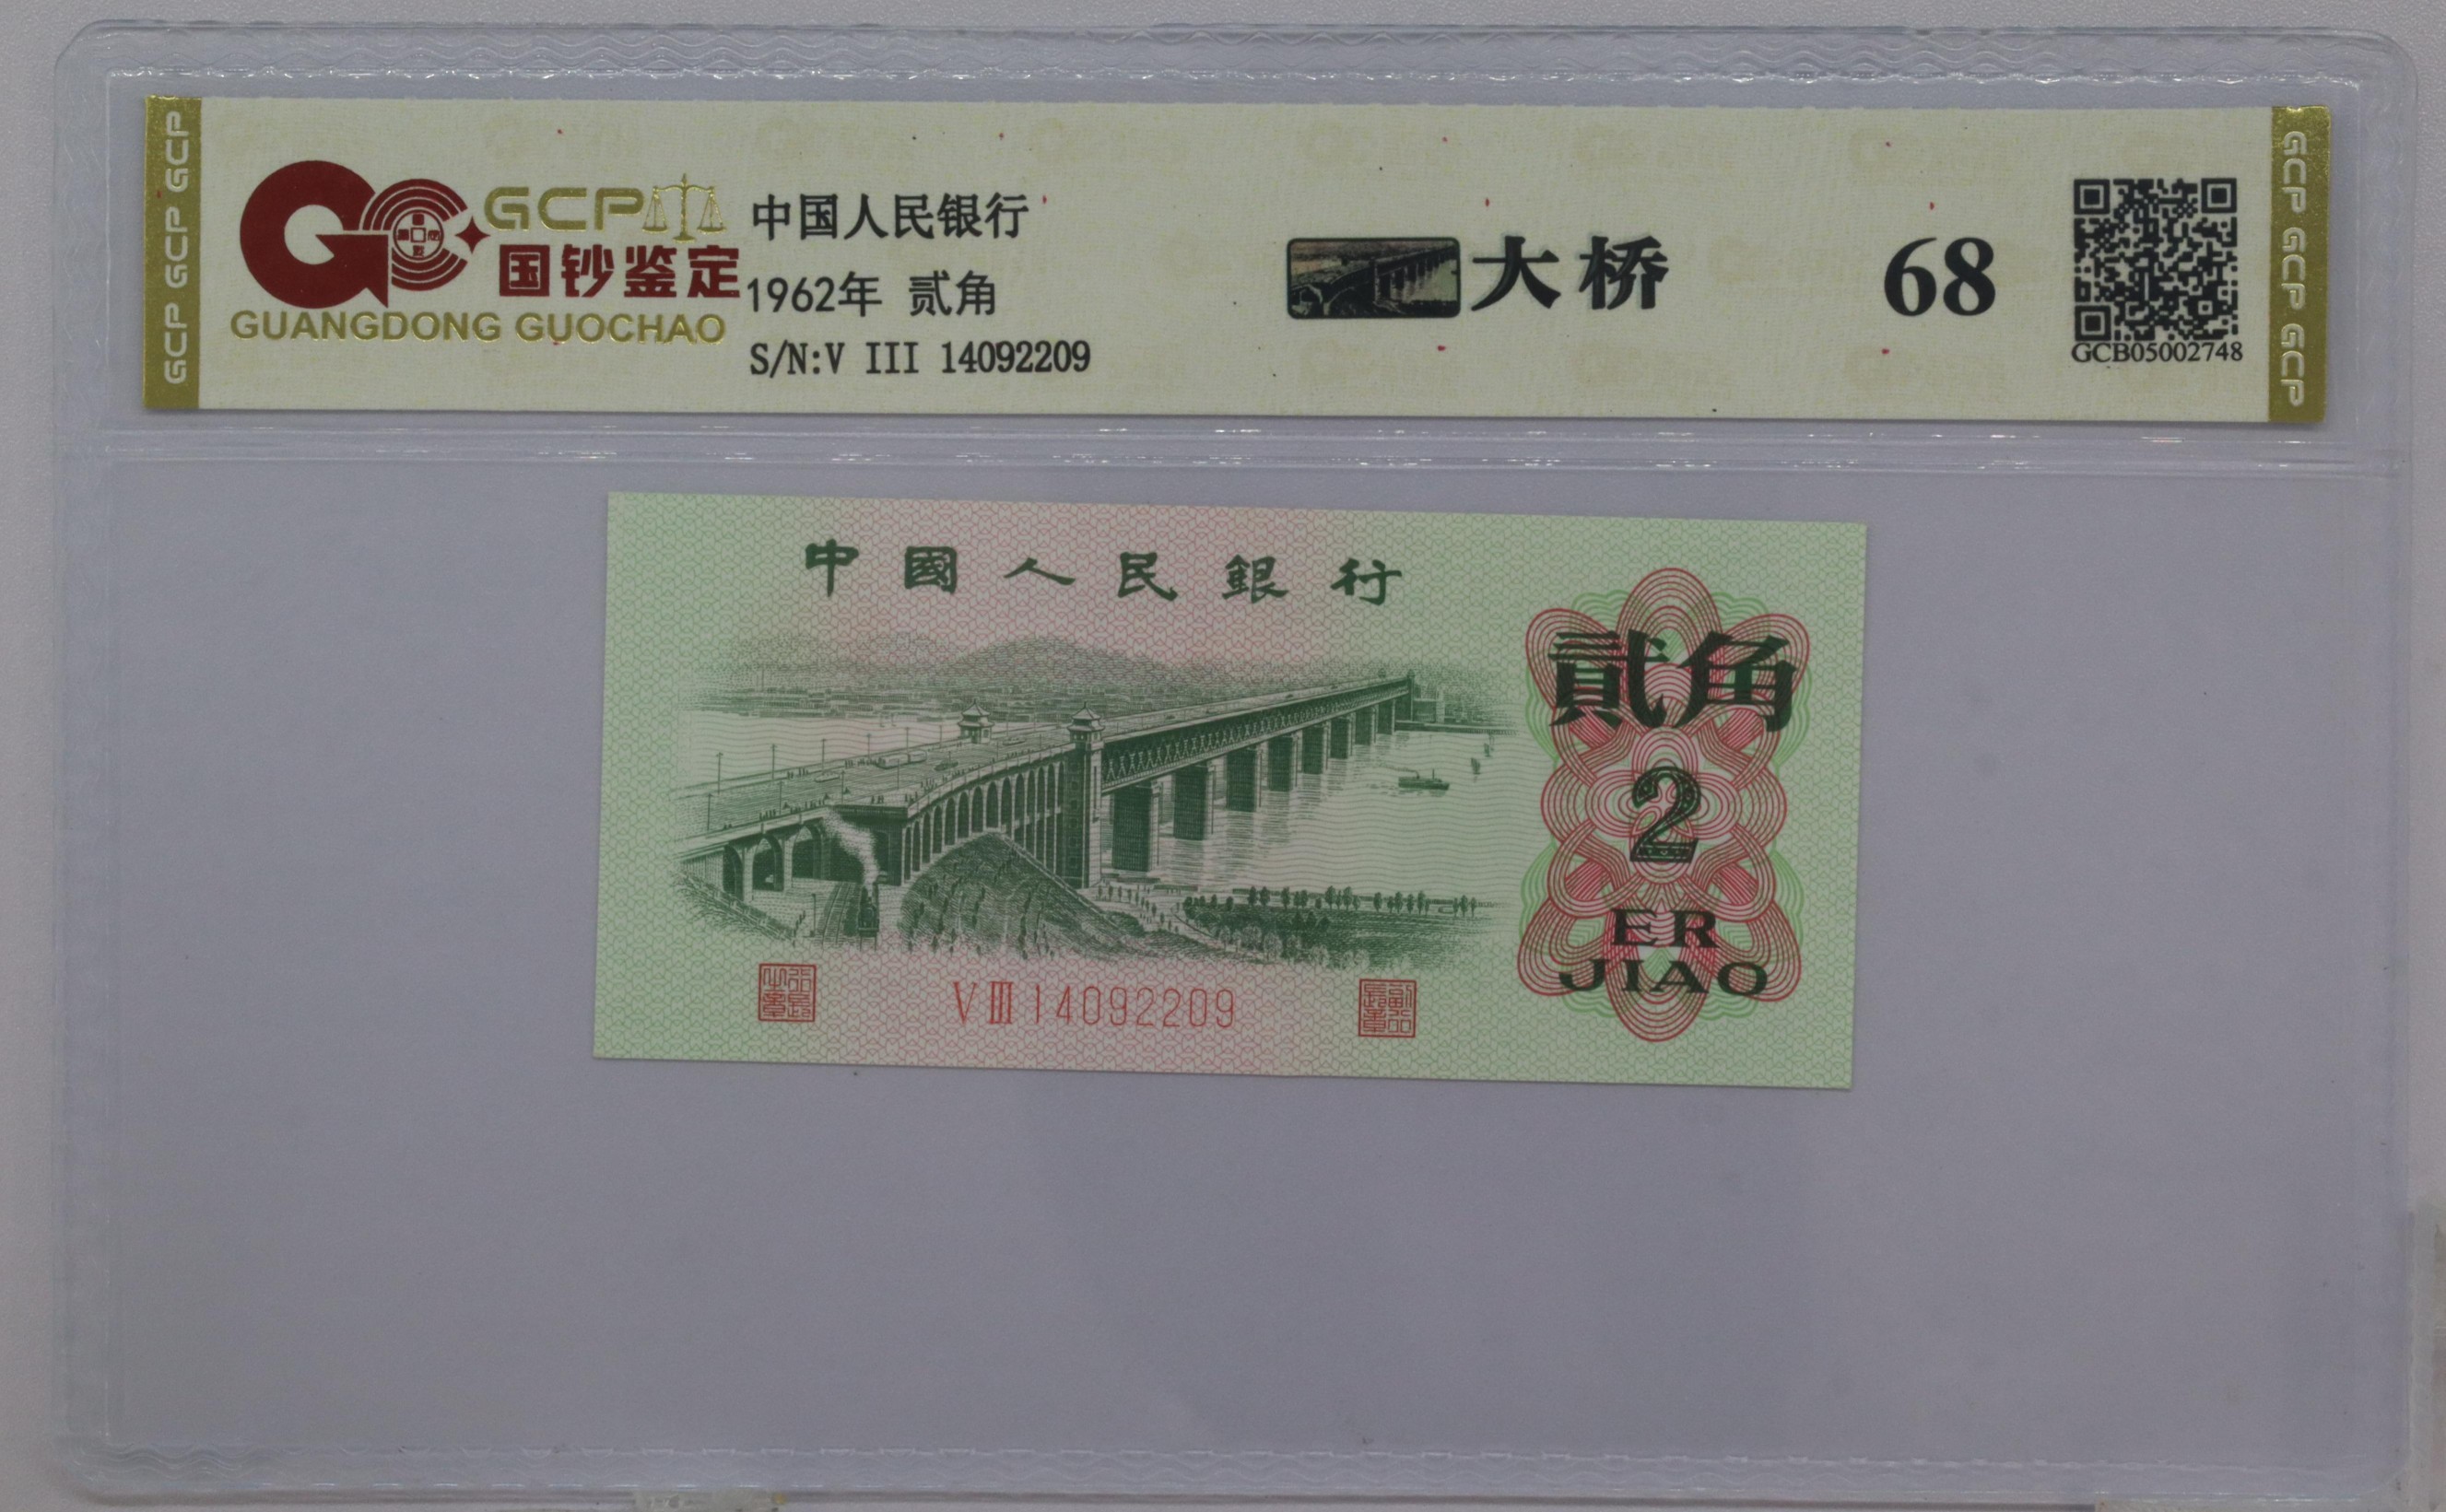 GCP GCP GCP
GCP
国钞鉴定
GUANGDONG GUOCHAO
中国人民银行
1962年 贰角
S/N:V III 14092209
大桥
68
GCB05002748
GCP GCP GCP
中國人民銀行
貳角
2
ER
JIAO
VIII 14092209